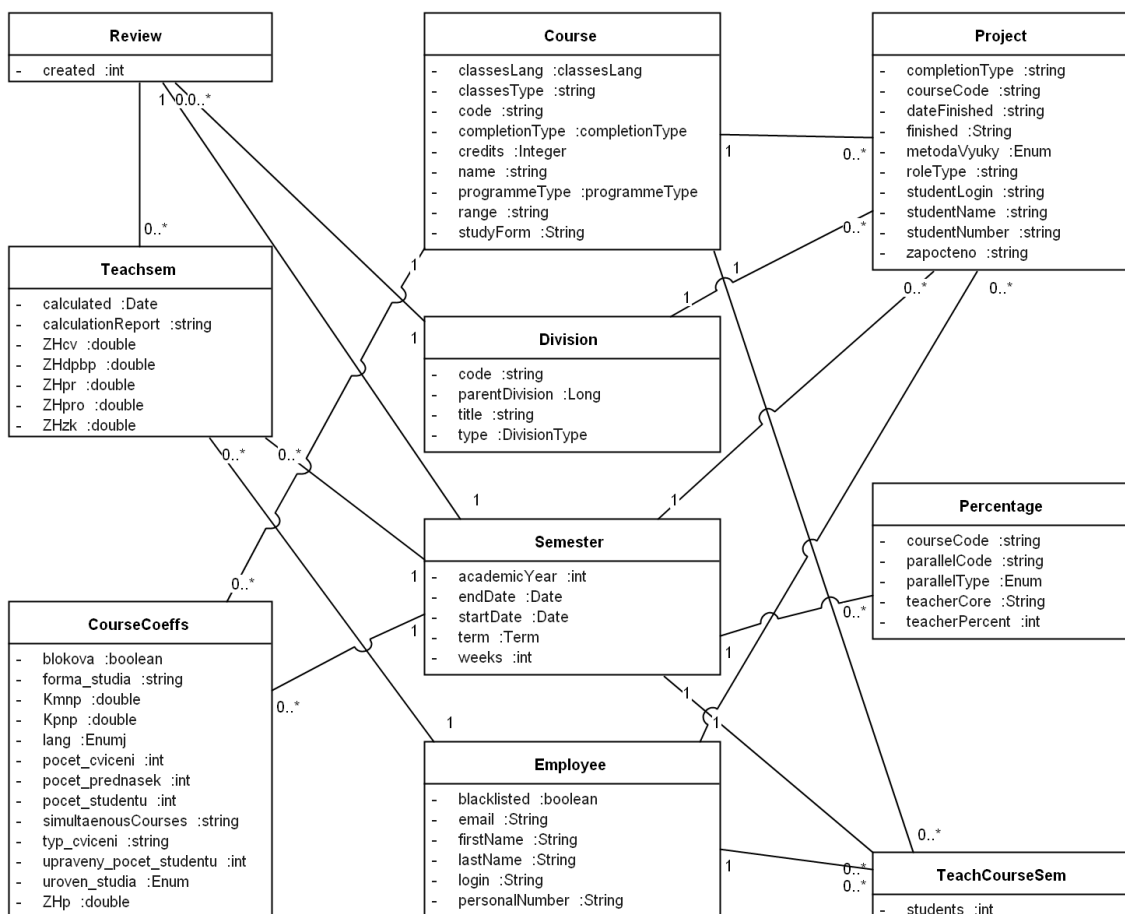 Review
- created :int
Course
- classesLang :classesLang
- classesType :string
- code :string
- completionType :completionType
- credits :Integer
- name :string
- programmeType :programmeType
- range :string
- studyForm :String
Project
- completionType :string
- courseCode :string
- dateFinished :string
- finished :String
- metodaVyuky :Enum
- roleType :string
- studentLogin :string
- studentName :string
- studentNumber :string
- zapocteno :string
1 0.0..*
1
0..*
0..*
0..*
Teachsem
- calculated :Date
- calculationReport :string
- ZHcv :double
- ZHdpbp :double
- ZHpr :double
- ZHpro :double
- ZHzk :double
1
1
1
1
0..*
0..*
Division
- code :string
- parentDivision :Long
- title :string
- type :DivisionType
0..*
0..*
1
1
Percentage
- courseCode :string
- parallelCode :string
- parallelType :Enum
- teacherCore :String
- teacherPercent :int
Semester
- academicYear :int
- endDate :Date
- startDate :Date
- term :Term
- weeks :int
0..*
1
1
0..*
1
0..*
CourseCoeffs
- blokova :boolean
- forma_studia :string
- Kmnp :double
- Kpnp :double
- lang :Enumj
- pocet_cviceni :int
- pocet_prednasek :int
- pocet_studentu :int
- simultaenousCourses :string
- typ_cviceni :string
- upraveny_pocet_studentu :int
- uroven_studia :Enum
- ZHp :double
1
1
1
Employee
- blacklisted :boolean
- email :String
- firstName :String
- lastName :String
- login :String
- personalNumber :String
0..*
1
0..*
0..*
TeachCourseSem
- students :int